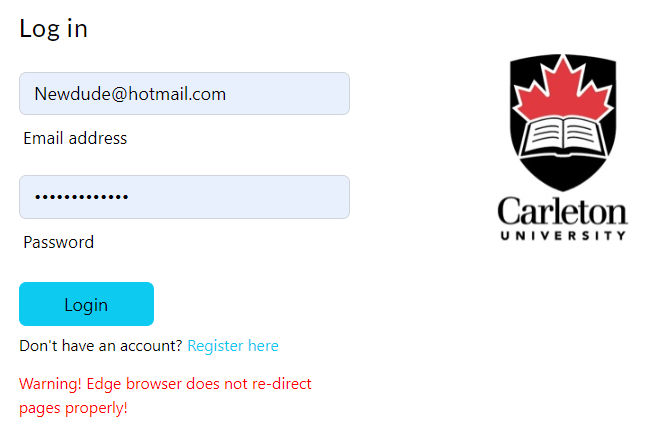 Log in
Newdude@hotmail.com
Email address
•••••••••••••
Password
Login
Don't have an account? Register here
Warning! Edge browser does not re-direct
pages properly!
Carleton
UNIVERSITY